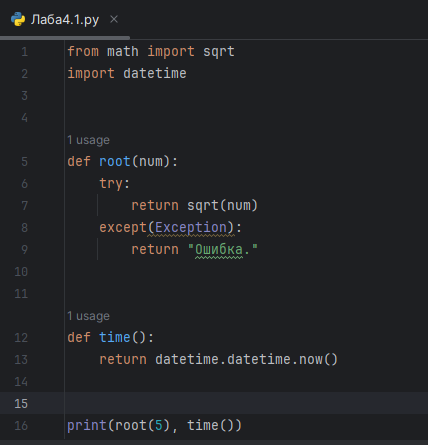 Лаба4.1.py ×
1 from math import sqrt
2 import datetime
3
4
1 usage
5 def root(num):
6     try:
7         return sqrt(num)
8     except(Exception):
9         return "Ошибка."
10
11
1 usage
12 def time():
13     return datetime.datetime.now()
14
15
16 print(root(5), time())